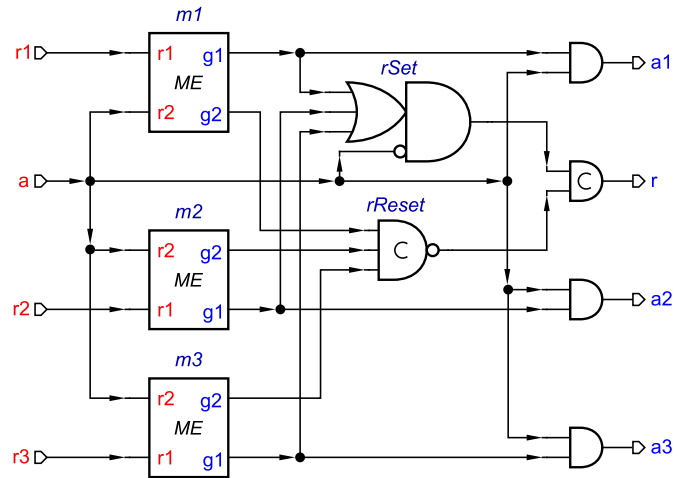 m1
r1 r1 g1 rSet a1
ME
r2 g2
a r
C
m2 rReset
r2 g2 C
ME
r2 r1 g1 a2
m3
r2 g2
ME
r3 r1 g1 a3